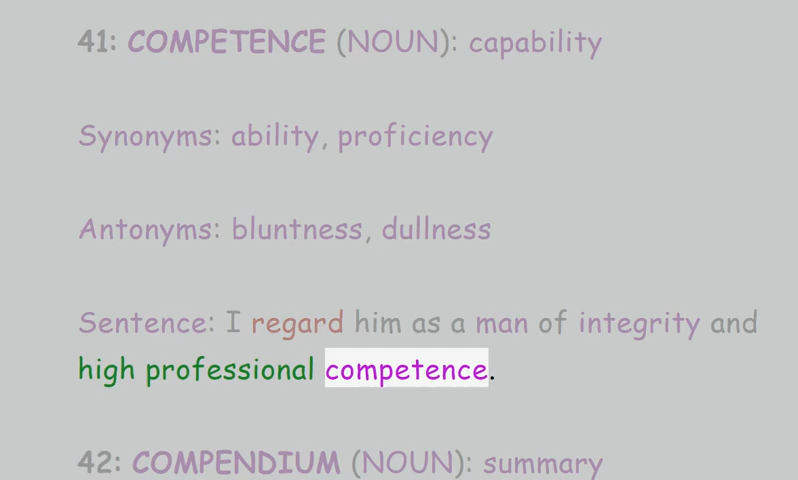 41: COMPETENCE (NOUN): capability
Synonyms: ability, proficiency
Antonyms: bluntness, dullness
Sentence: I regard him as a man of integrity and
high professional competence.
42: COMPENDIUM (NOUN): summary